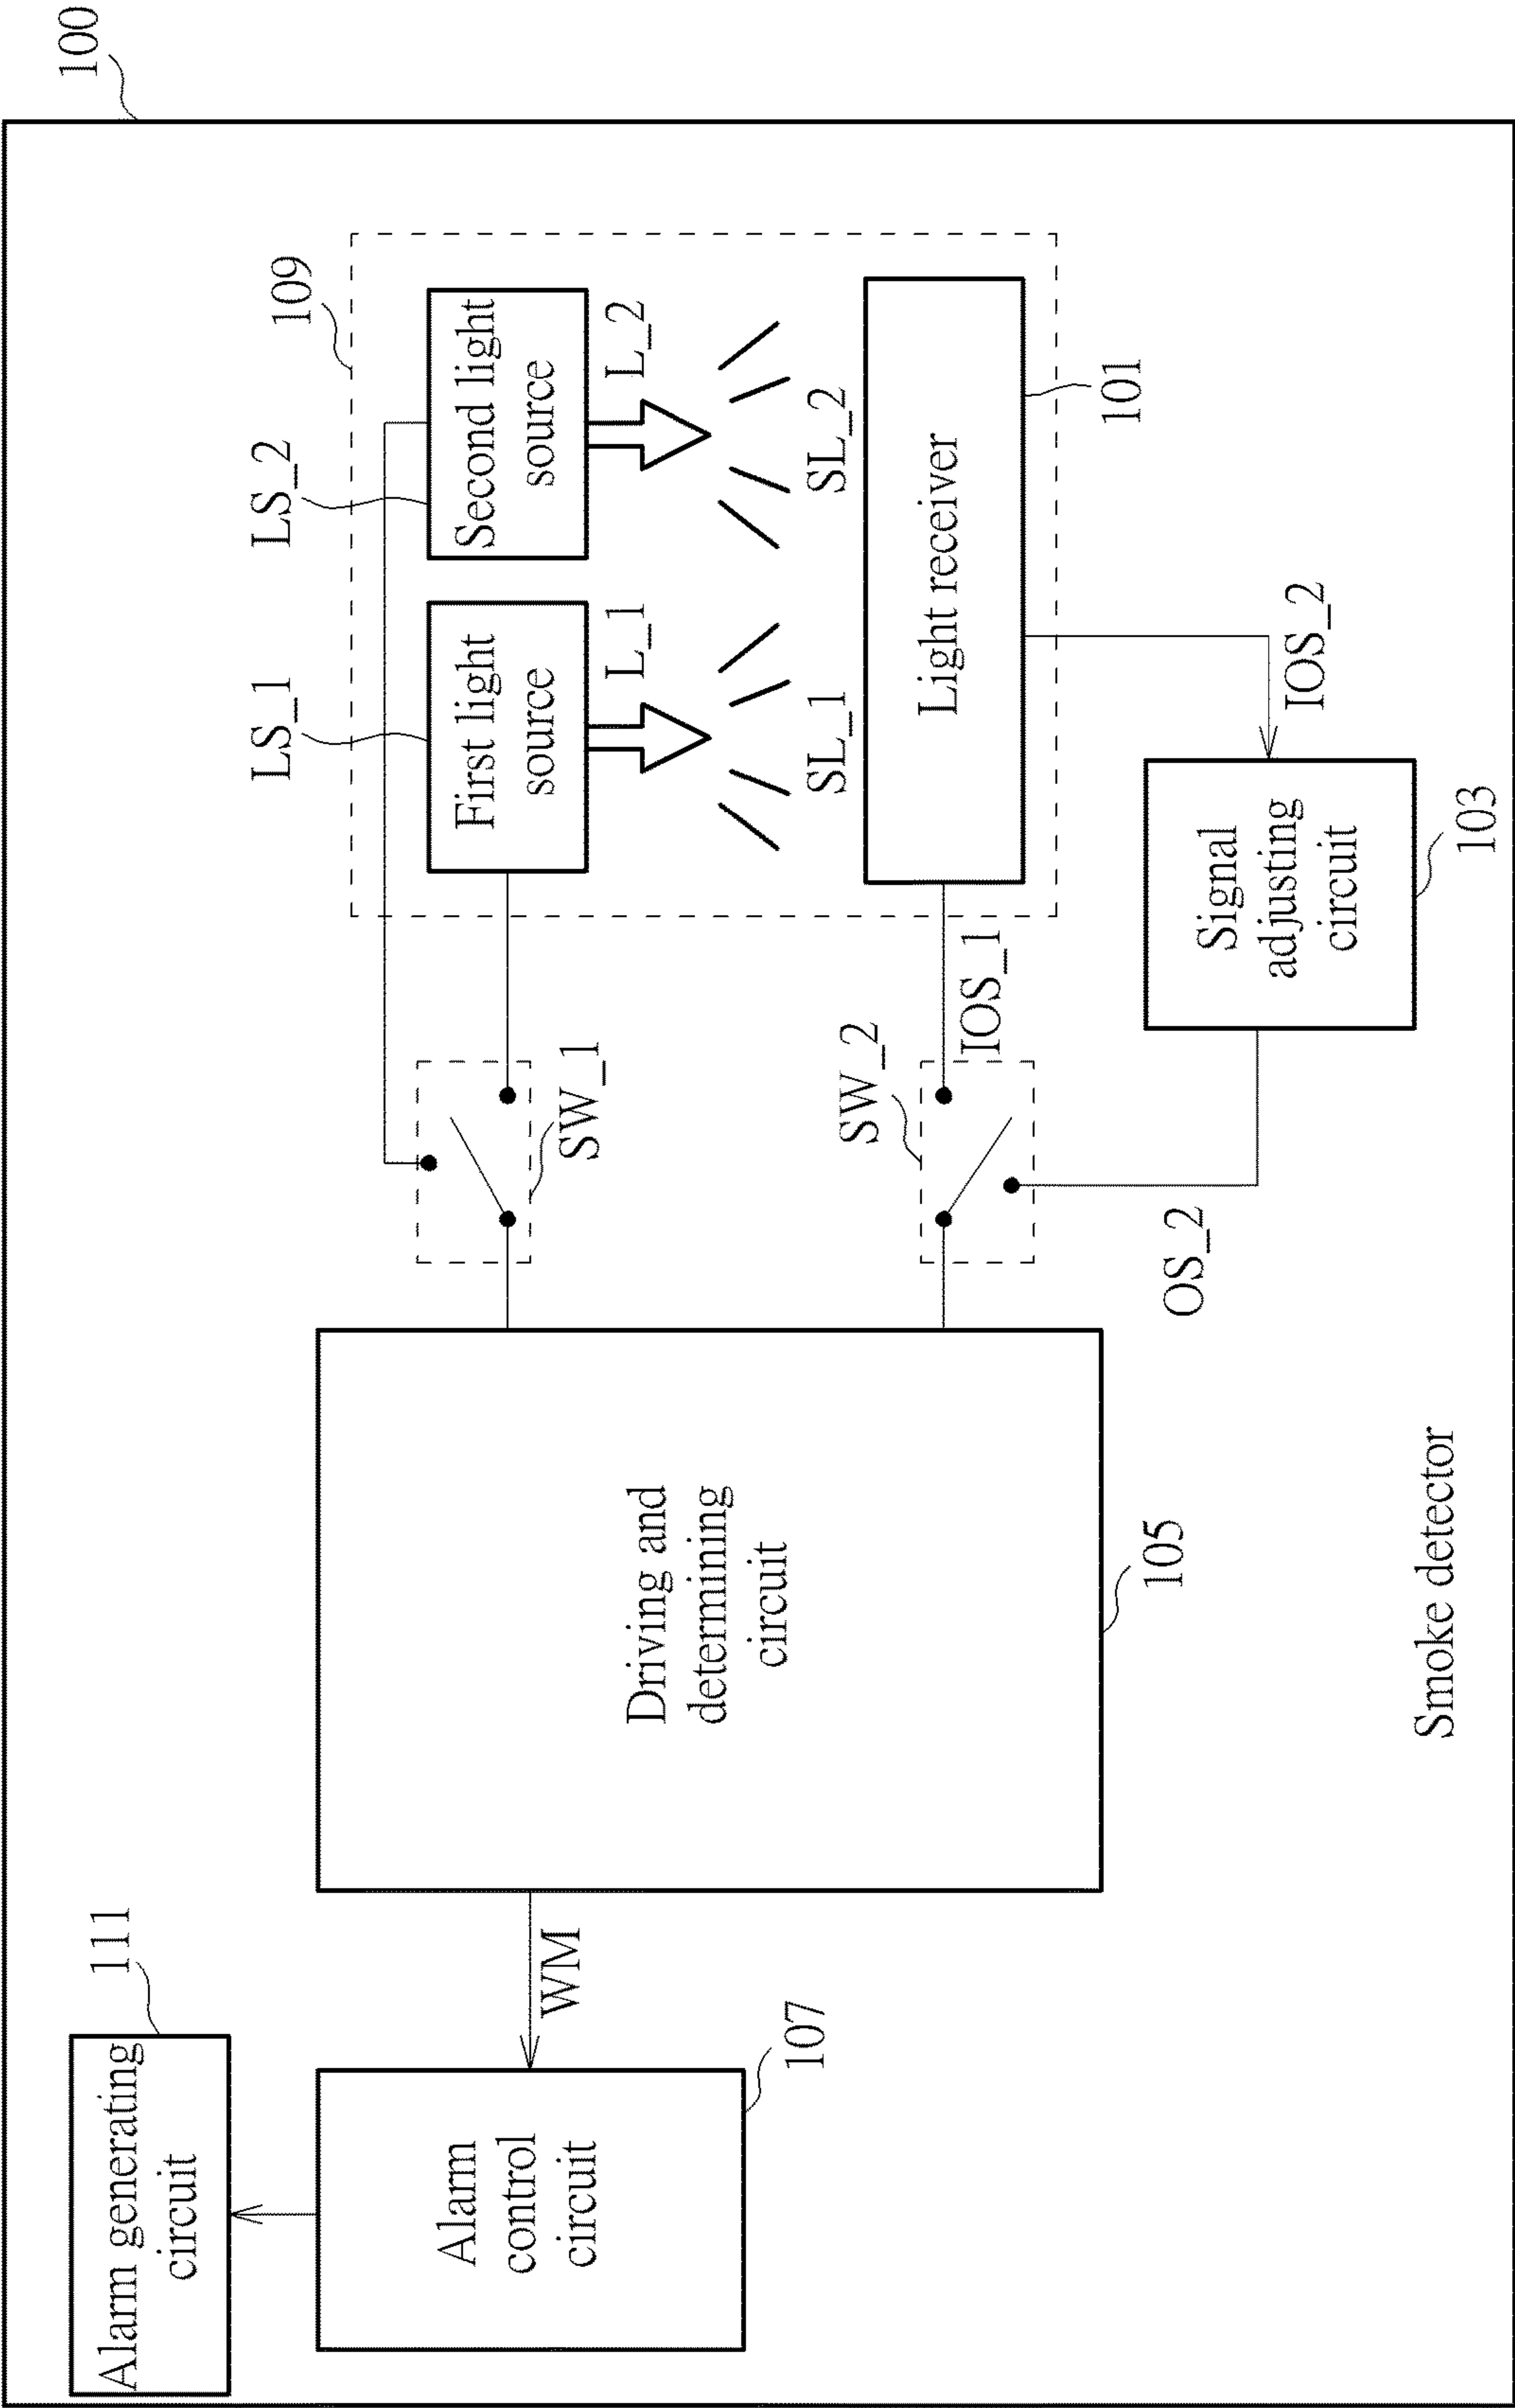 100
111
Alarm generating
circuit
Alarm
control
circuit
107
WM
Driving and
determining
circuit
105
SW_1
SW_2
LS_1
LS_2
109
First light
source
L_1
Second light
source
L_2
SL_1
SL_2
Light receiver
101
IOS_1
IOS_2
OS_2
Signal
adjusting
circuit
103
Smoke detector